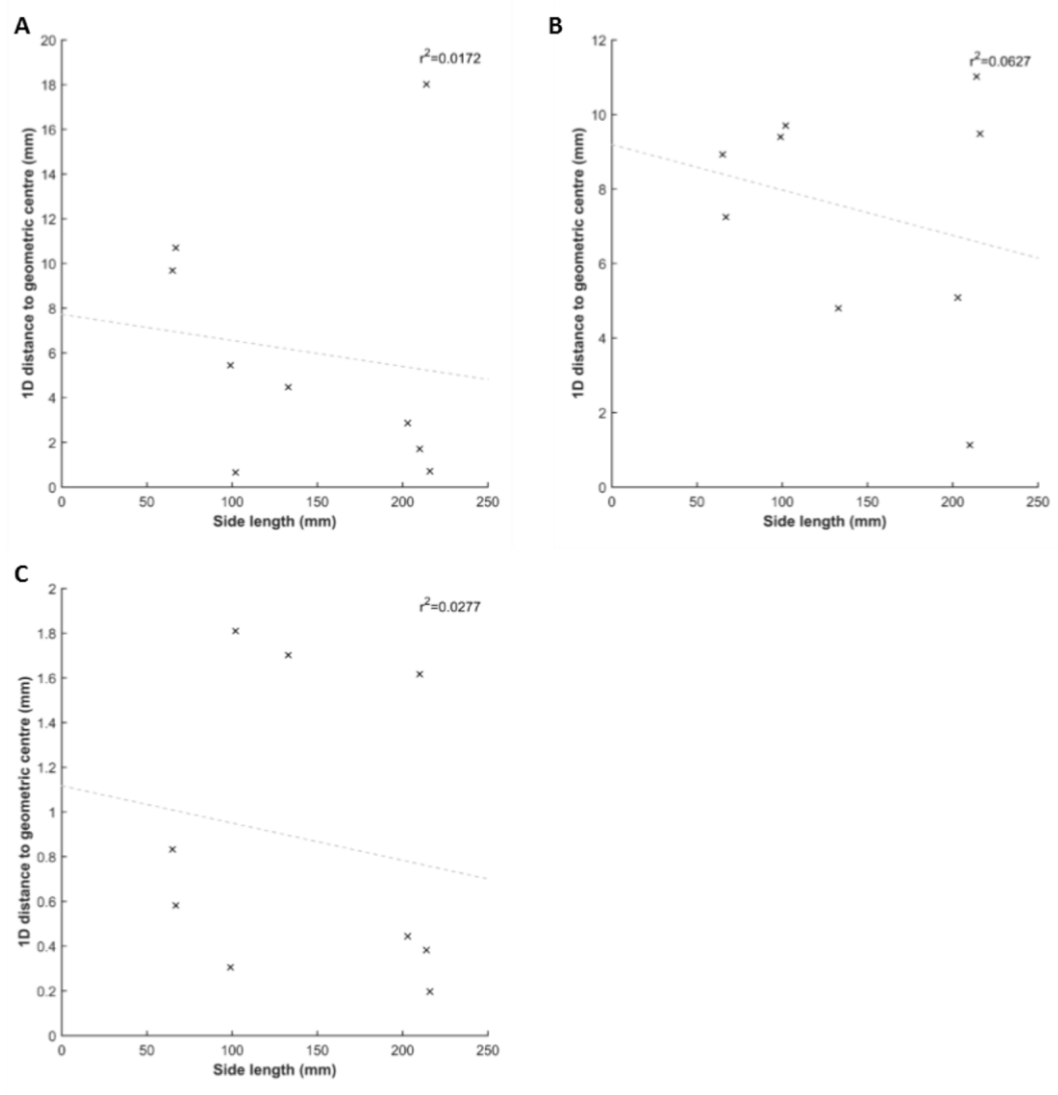 A
r2=0.0172
1D distance to geometric centre (mm)
20
18
16
14
12
10
8
6
4
2
0
0 50 100 150 200 250
Side length (mm)
B
r2=0.0627
1D distance to geometric centre (mm)
12
10
8
6
4
2
0
0 50 100 150 200 250
Side length (mm)
C
r2=0.0277
1D distance to geometric centre (mm)
2
1.8
1.6
1.4
1.2
1
0.8
0.6
0.4
0.2
0
0 50 100 150 200 250
Side length (mm)